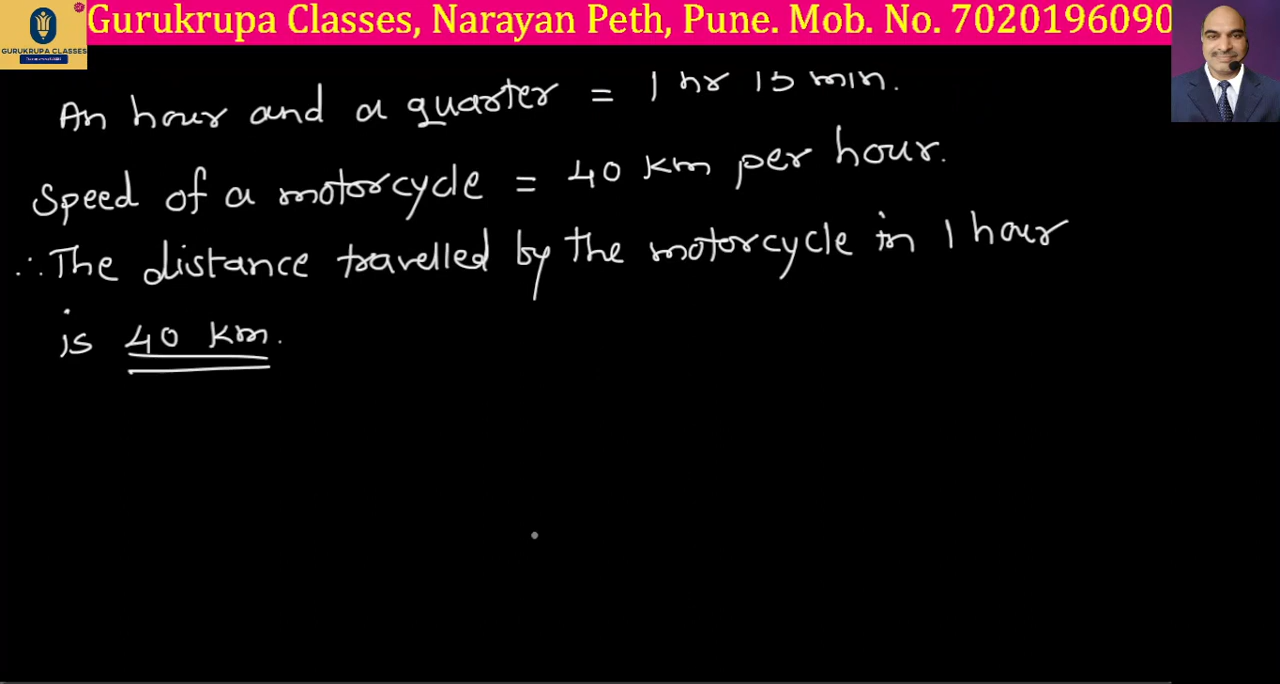 Gurukrupa Classes, Narayan Peth, Pune. Mob. No. 7020196090
GURUKRUPA CLASSES
An hour and a quarter = 1 hr 15 min.
Speed of a motorcycle = 40 km per hour.
∴ The distance travelled by the motorcycle in 1 hour
is 40 km.